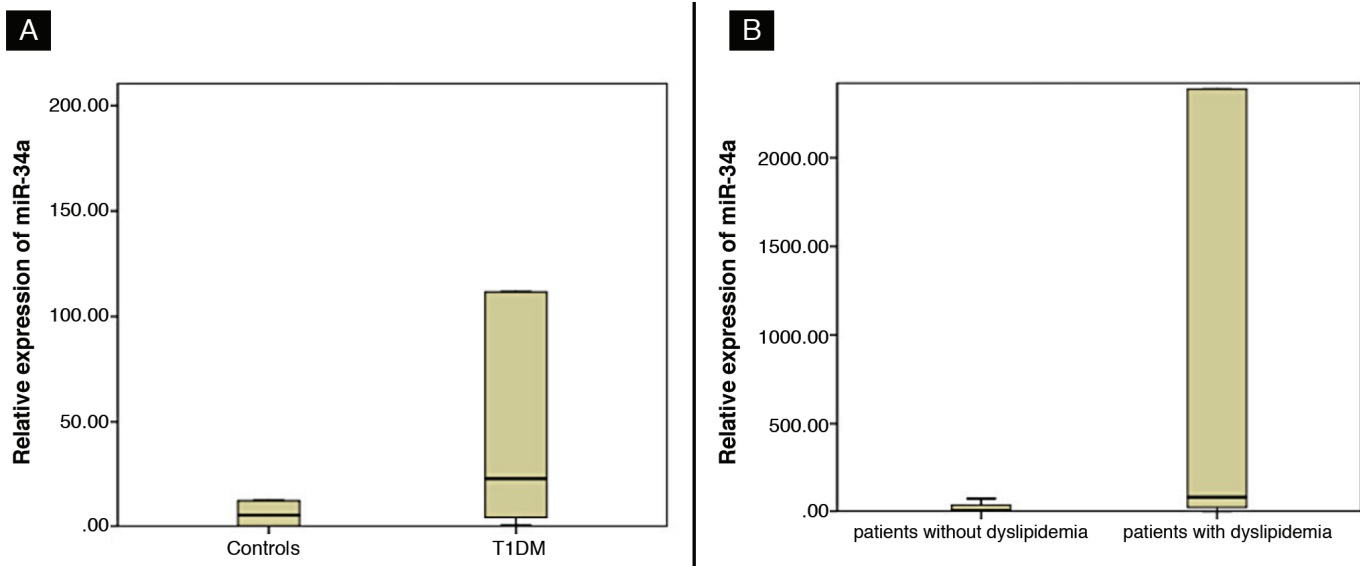 A
Relative expression of miR-34a
200.00
150.00
100.00
50.00
.00
Controls
T1DM
B
Relative expression of miR-34a
2000.00
1500.00
1000.00
500.00
.00
patients without dyslipidemia
patients with dyslipidemia